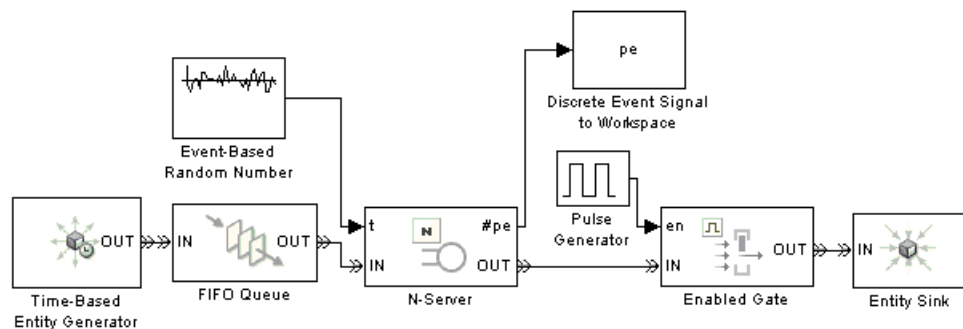 pe
Discrete Event Signal
to Workspace
Event-Based
Random Number
Pulse
Generator
OUT
Time-Based
Entity Generator
IN
OUT
FIFO Queue
t
N
#pe
IN
OUT
N-Server
en
IN
OUT
Enabled Gate
IN
Entity Sink